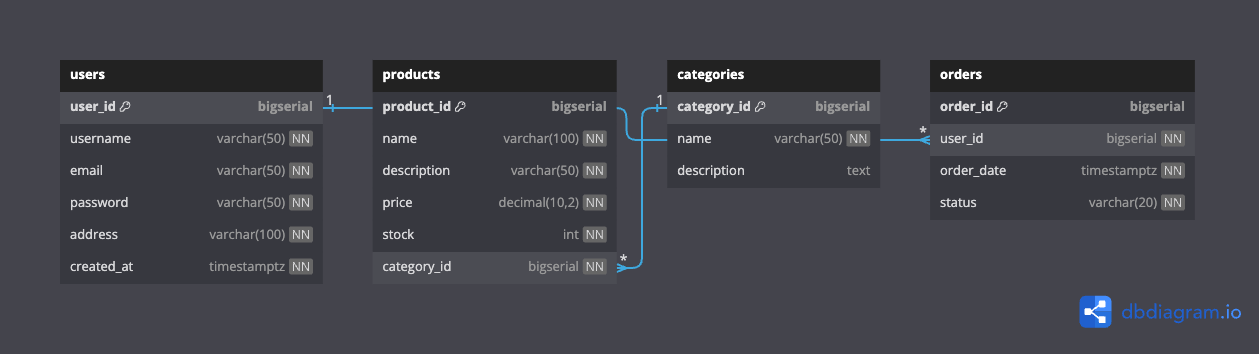 users
user_id bigserial
username varchar(50) NN
email varchar(50) NN
password varchar(50) NN
address varchar(100) NN
created_at timestamptz NN
1
products
product_id bigserial
name varchar(100) NN
description varchar(50) NN
price decimal(10,2) NN
stock int NN
category_id bigserial NN
*
1
categories
category_id bigserial
name varchar(50) NN
description text
*
orders
order_id bigserial
user_id bigserial NN
order_date timestamptz NN
status varchar(20) NN
dbdiagram.io